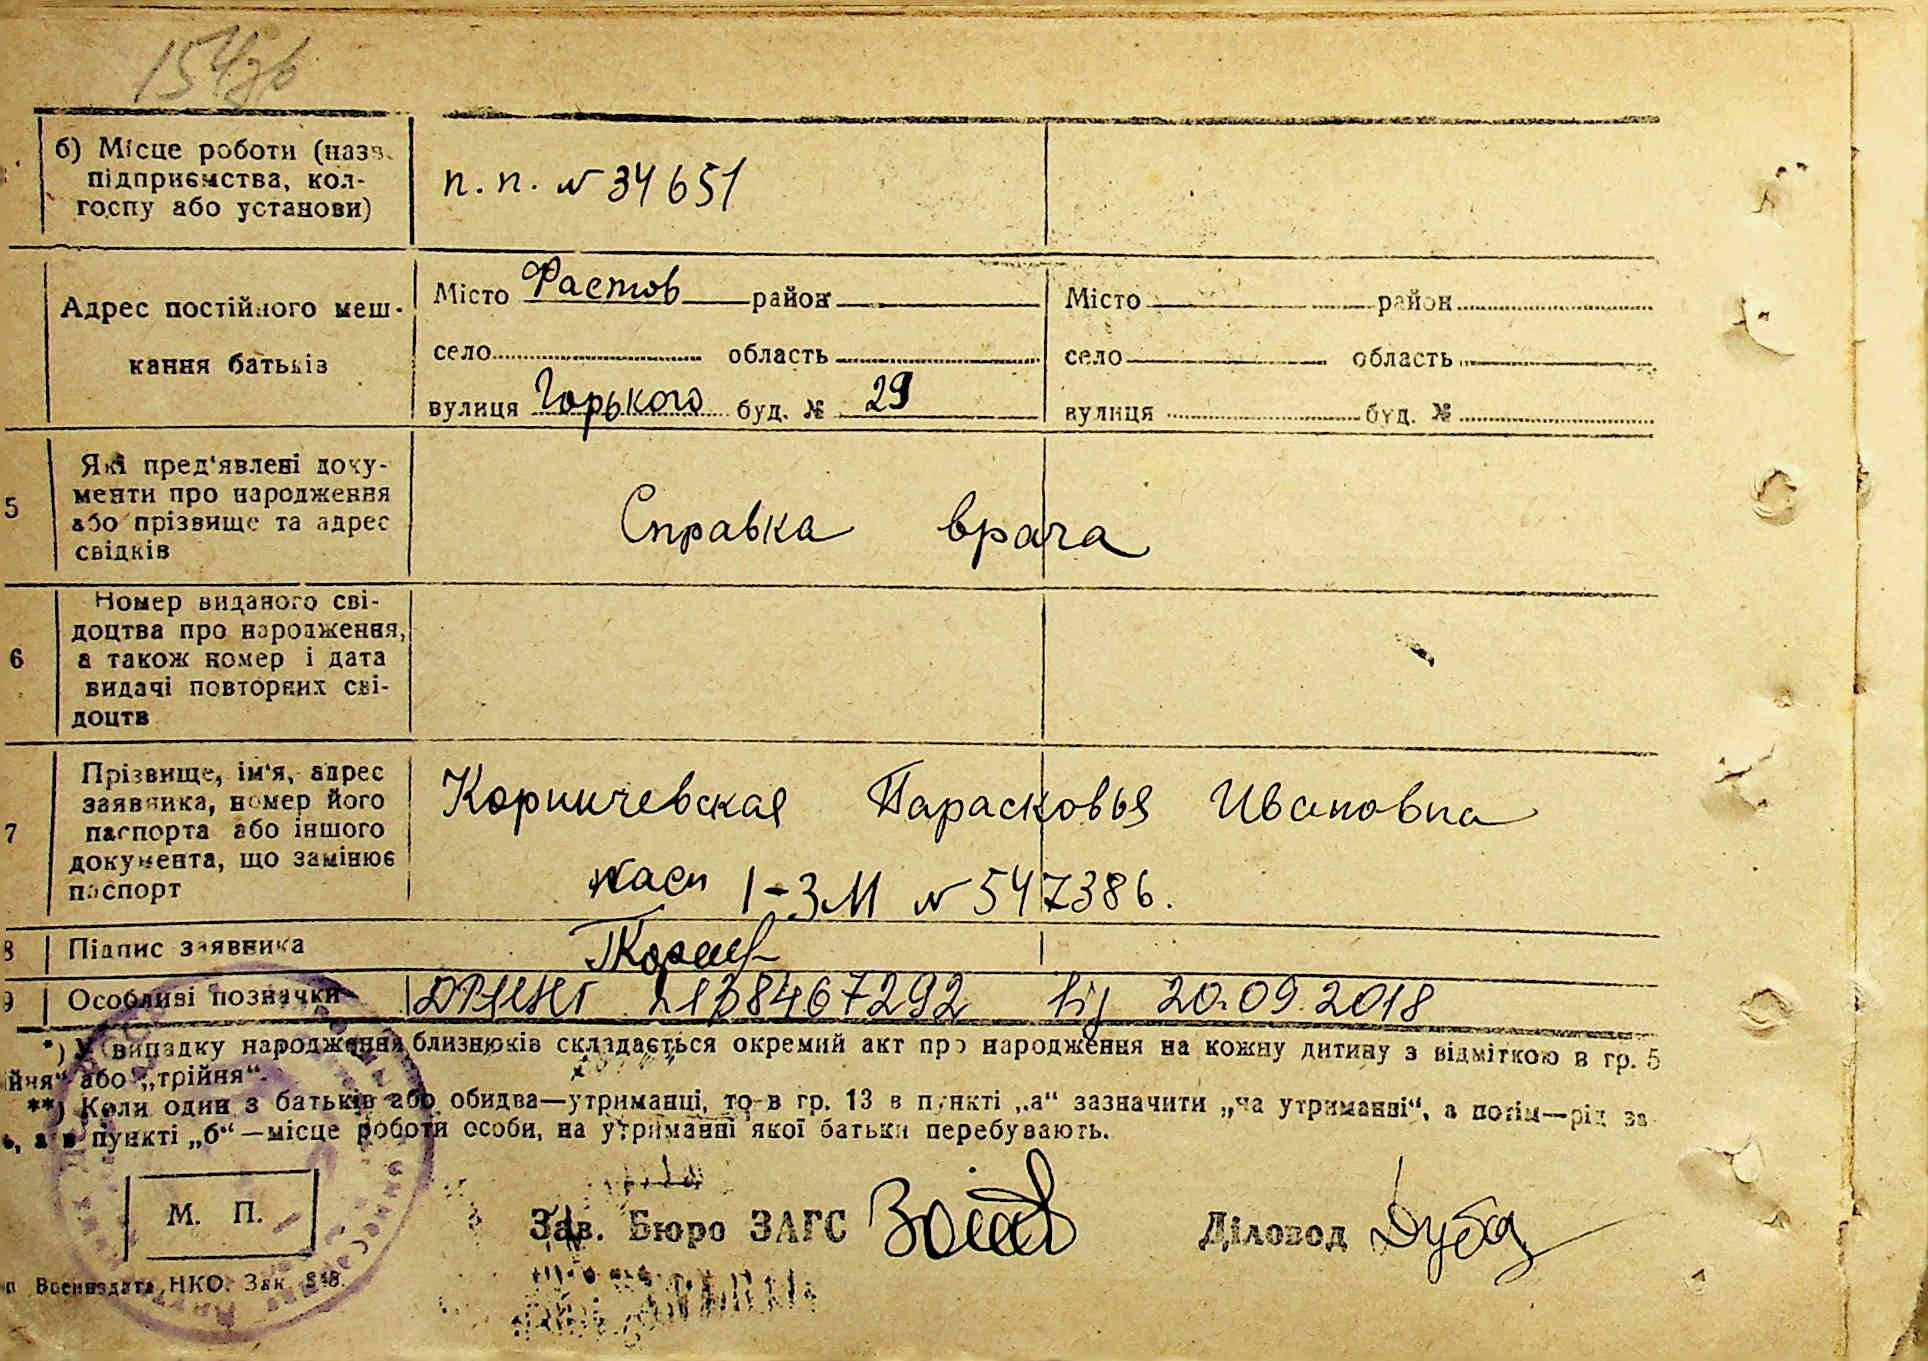 154зв
б) Місце роботи (назв.
підприємства, кол-
госпу або установи)
п. п. № 34651
Адрес постійного меш-
кання батьків
Місто Фастов район
село область
вулиця Горького буд. № 29
Місто район
село область
вулиця буд. №
5
Які пред'явлені доку-
менти про народження
або прізвище та адрес
свідків
Справка врача
6
Номер виданого сві-
доцтва про народження,
а також номер і дата
видачі повторних сві-
доцтв
7
Прізвище, ім'я, адрес
заявника, номер його
паспорта або іншого
документа, що замінює
паспорт
Корничевская Парасковья Ивановна
пасп I-ЗМ № 547386.
8 Підпис заявника
9 Особливі позначки
від 20.09.2018
*) У випадку народження близнюків складається окремий акт про народження на кожну дитину з відміткою в гр. 5
ійня" або „трійня".
**) Коли один з батьків або обидва—утриманці, то в гр. 13 в пункті „а" зазначити „на утриманні", а потім—рід за
, а в пункті „б"—місце роботи особи, на утриманні якої батьки перебувають.
М. П.
Зав. Бюро ЗАГС
Діловод Дуба
Воениздата НКО. Зак. 548.